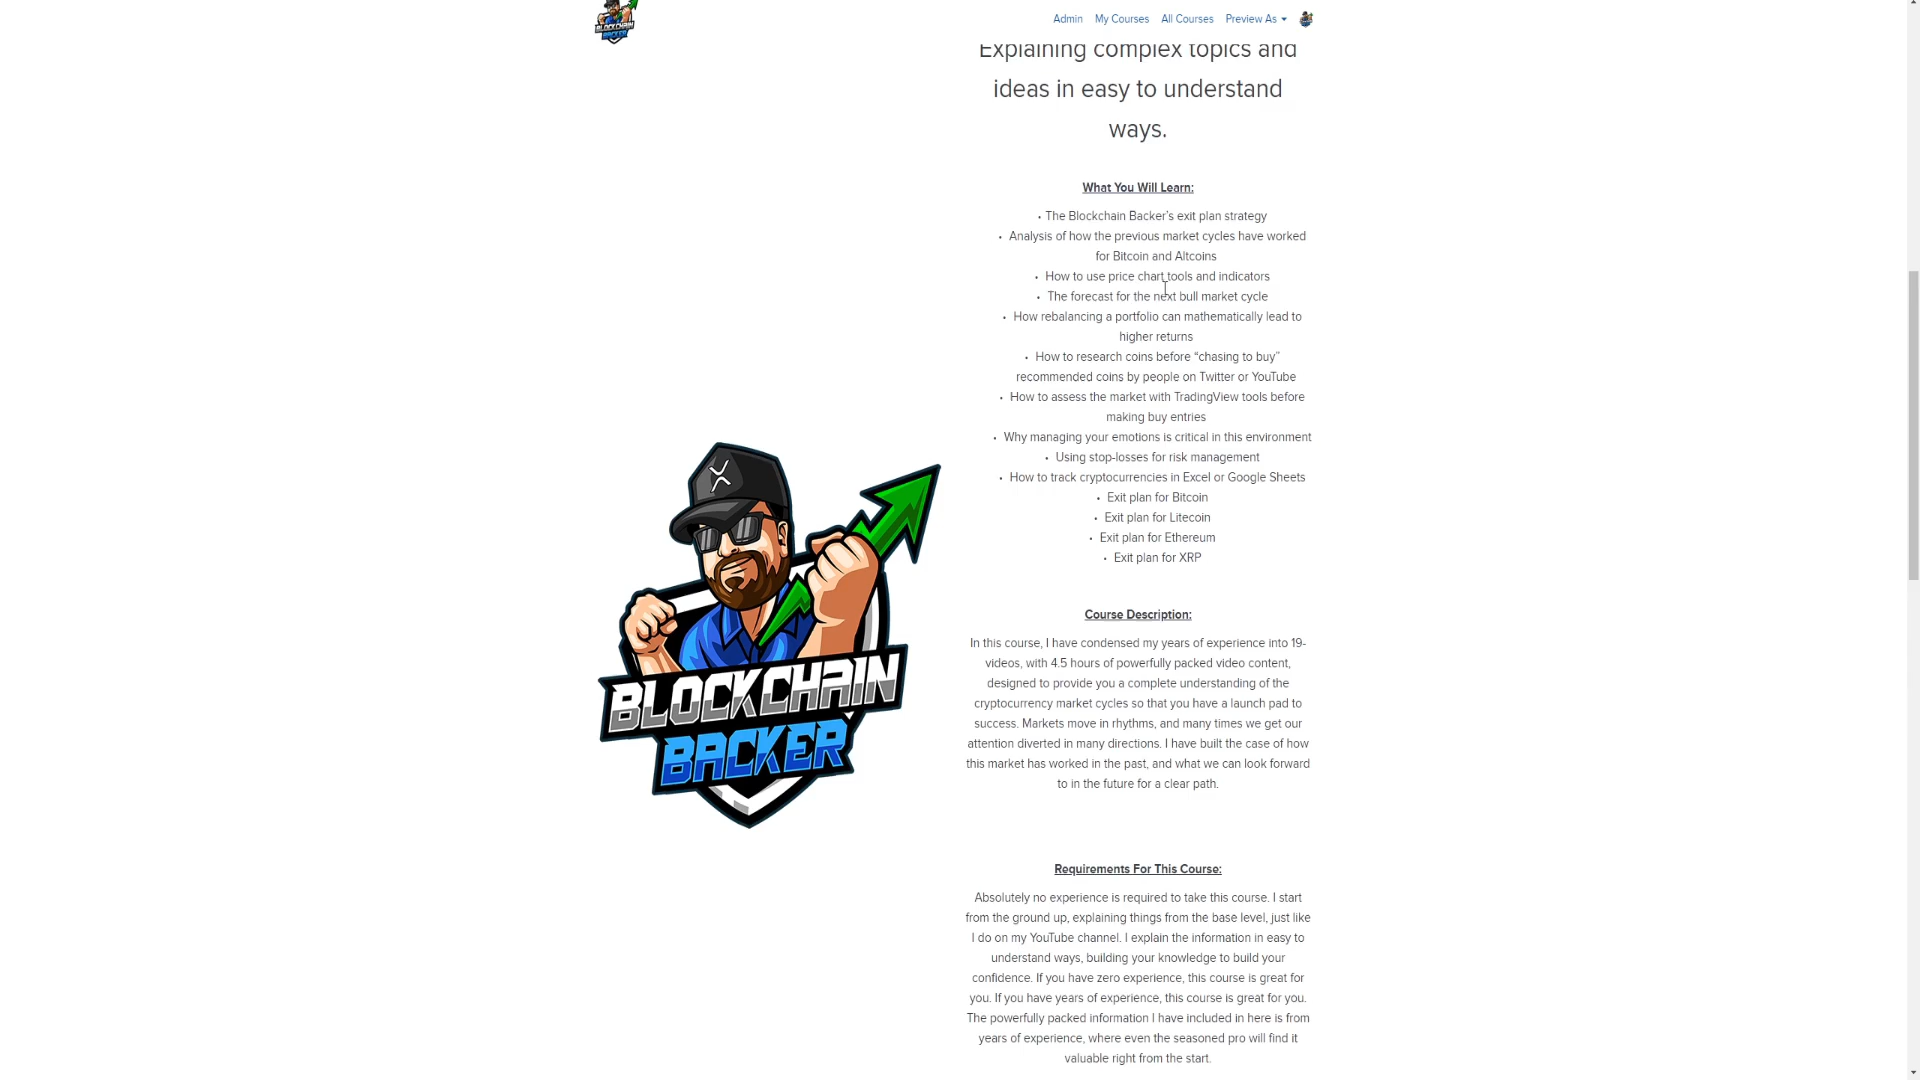 BLOCKCHAIN
BACKER
Admin My Courses All Courses Preview As
Explaining complex topics and
ideas in easy to understand
ways.
What You Will Learn:
• The Blockchain Backer’s exit plan strategy
• Analysis of how the previous market cycles have worked
for Bitcoin and Altcoins
• How to use price chart tools and indicators
• The forecast for the next bull market cycle
• How rebalancing a portfolio can mathematically lead to
higher returns
• How to research coins before “chasing to buy”
recommended coins by people on Twitter or YouTube
• How to assess the market with TradingView tools before
making buy entries
• Why managing your emotions is critical in this environment
• Using stop-losses for risk management
• How to track cryptocurrencies in Excel or Google Sheets
• Exit plan for Bitcoin
• Exit plan for Litecoin
• Exit plan for Ethereum
• Exit plan for XRP
BLOCKCHAIN
BACKER
Course Description:
In this course, I have condensed my years of experience into 19-
videos, with 4.5 hours of powerfully packed video content,
designed to provide you a complete understanding of the
cryptocurrency market cycles so that you have a launch pad to
success. Markets move in rhythms, and many times we get our
attention diverted in many directions. I have built the case of how
this market has worked in the past, and what we can look forward
to in the future for a clear path.
Requirements For This Course:
Absolutely no experience is required to take this course. I start
from the ground up, explaining things from the base level, just like
I do on my YouTube channel. I explain the information in easy to
understand ways, building your knowledge to build your
confidence. If you have zero experience, this course is great for
you. If you have years of experience, this course is great for you.
The powerfully packed information I have included in here is from
years of experience, where even the seasoned pro will find it
valuable right from the start.